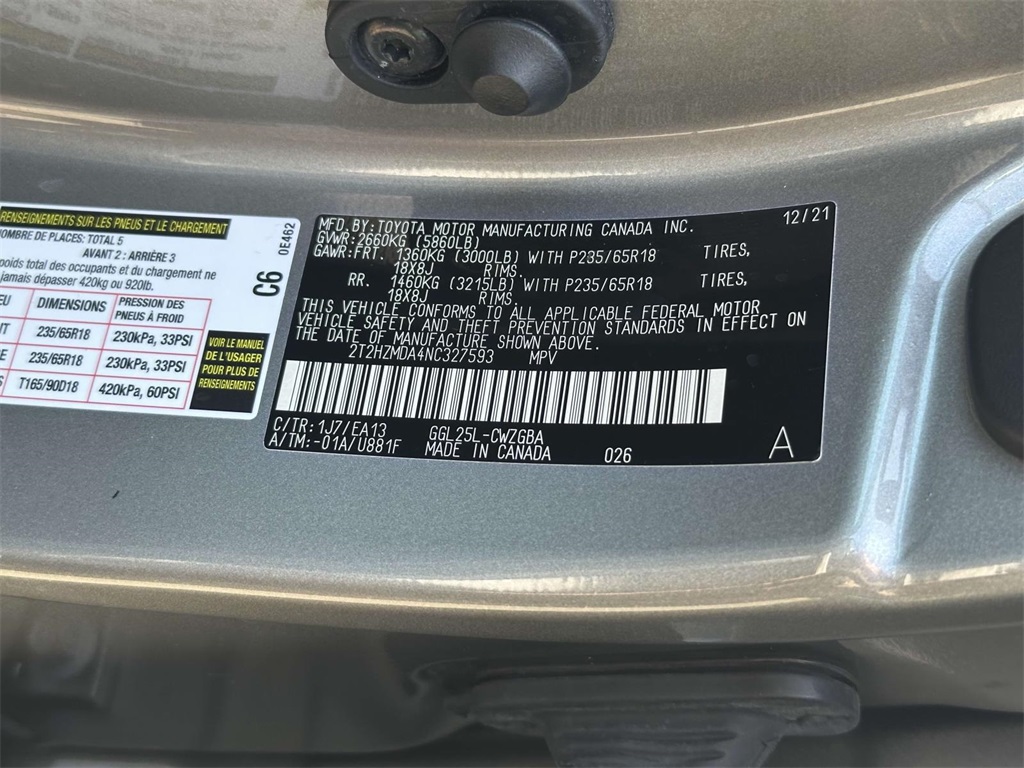 RENSEIGNEMENTS SUR LES PNEUS ET LE CHARGEMENT
NOMBRE DE PLACES: TOTAL 5
AVANT 2 : ARRIÈRE 3
poids total des occupants et du chargement ne
jamais dépasser 420kg ou 920lb.
DIMENSIONS PRESSION DES PNEUS À FROID
235/65R18 230kPa, 33PSI
235/65R18 230kPa, 33PSI
T165/90D18 420kPa, 60PSI
VOIR LE MANUEL
DE L'USAGER
POUR PLUS DE
RENSEIGNEMENTS
0E462
C6
MFD.BY:TOYOTA MOTOR MANUFACTURING CANADA INC. 12/21
GVWR:2660KG (5860LB)
GAWR:FRT. 1360KG (3000LB) WITH P235/65R18 TIRES,
18X8J RIMS.
RR. 1460KG (3215LB) WITH P235/65R18 TIRES,
18X8J RIMS.
THIS VEHICLE CONFORMS TO ALL APPLICABLE FEDERAL MOTOR
VEHICLE SAFETY AND THEFT PREVENTION STANDARDS IN EFFECT ON
THE DATE OF MANUFACTURE SHOWN ABOVE.
2T2HZMDA4NC327593 MPV
C/TR:1J7/EA13 GGL25L-CWZGBA
A/TM:-01A/U881F MADE IN CANADA 026 A